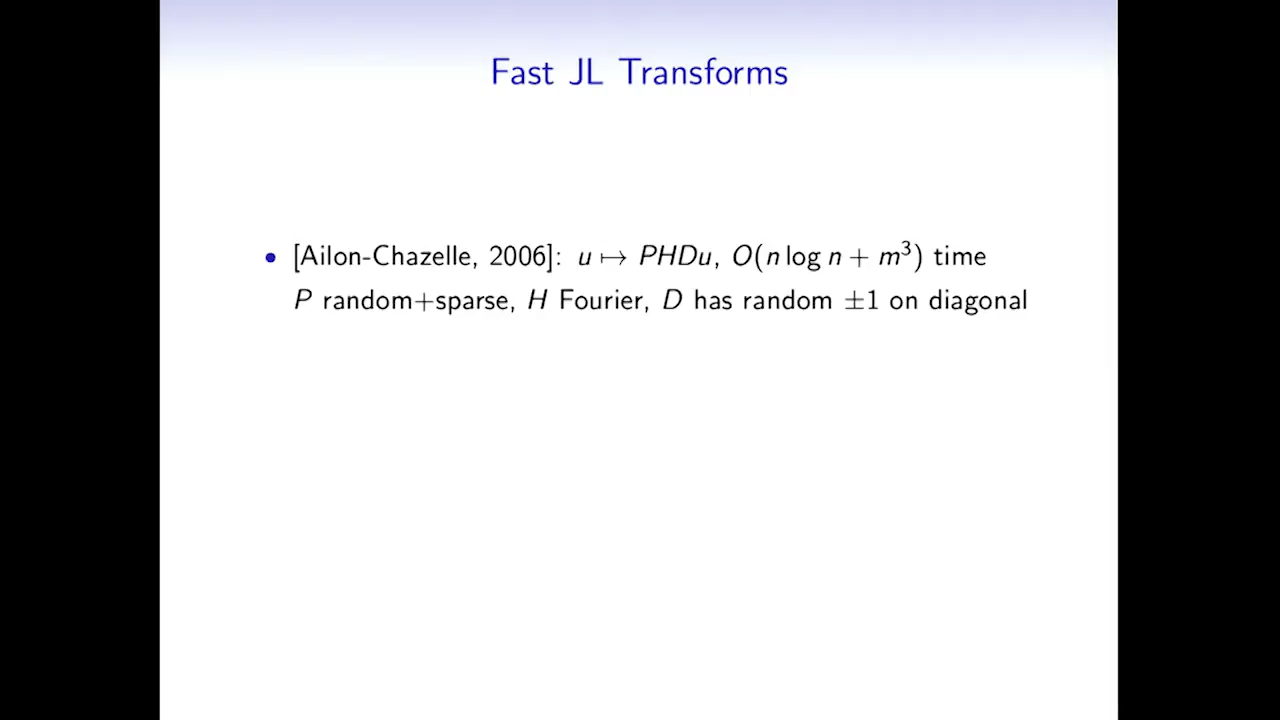 Fast JL Transforms
• [Ailon-Chazelle, 2006]: u ↦ PHDu, O(n log n + m³) time
P random+sparse, H Fourier, D has random ±1 on diagonal